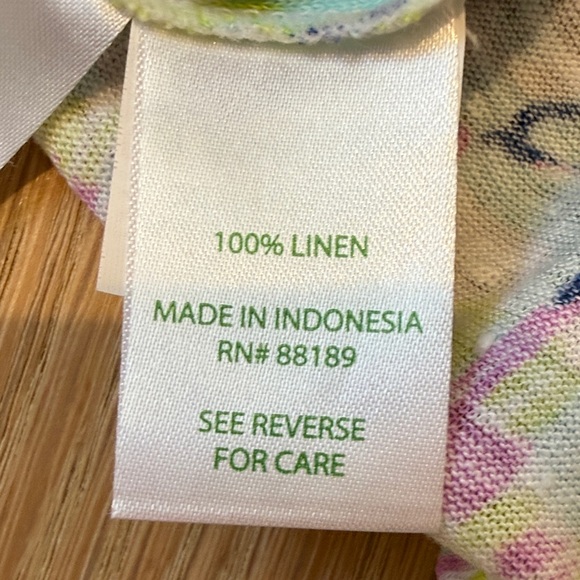 100% LINEN
MADE IN INDONESIA
RN# 88189
SEE REVERSE
FOR CARE